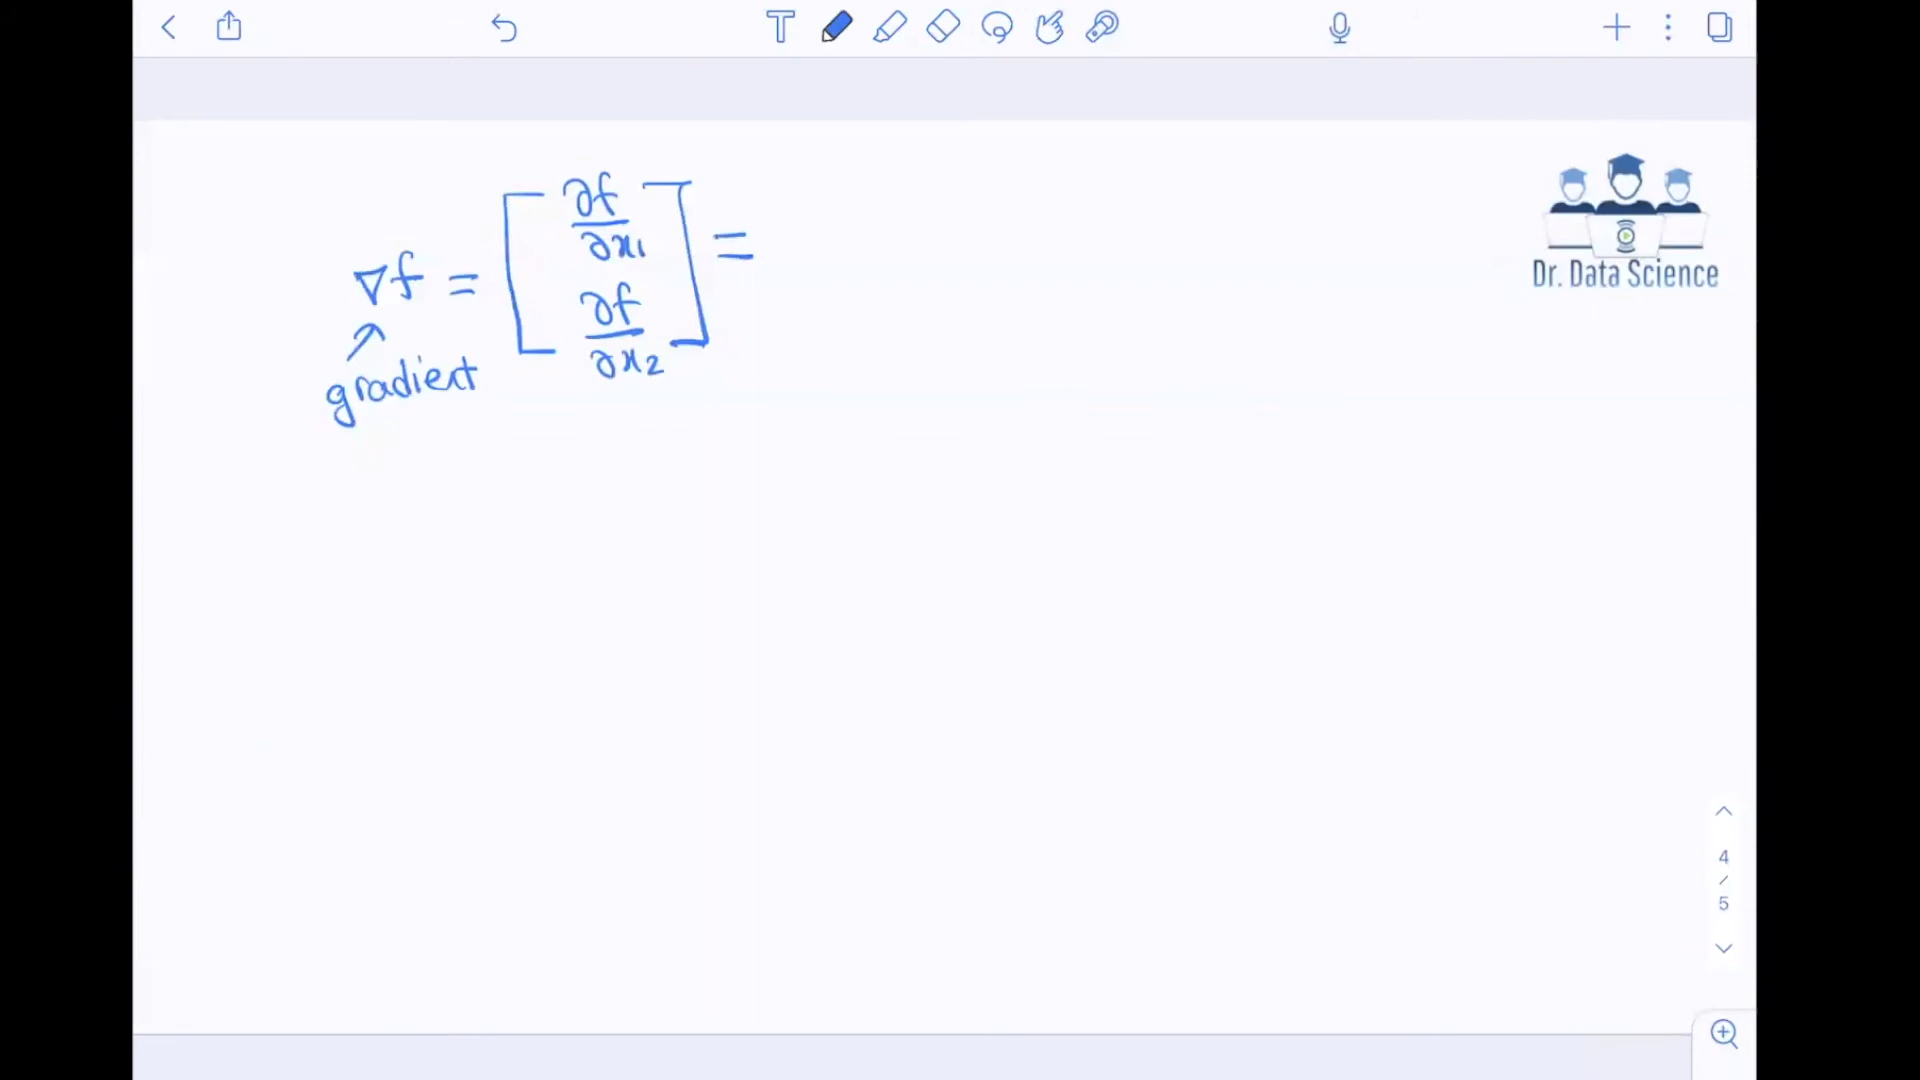 ∇f = [ ∂f/∂x₁ ∂f/∂x₂ ] =
gradient
Dr. Data Science
4
/
5